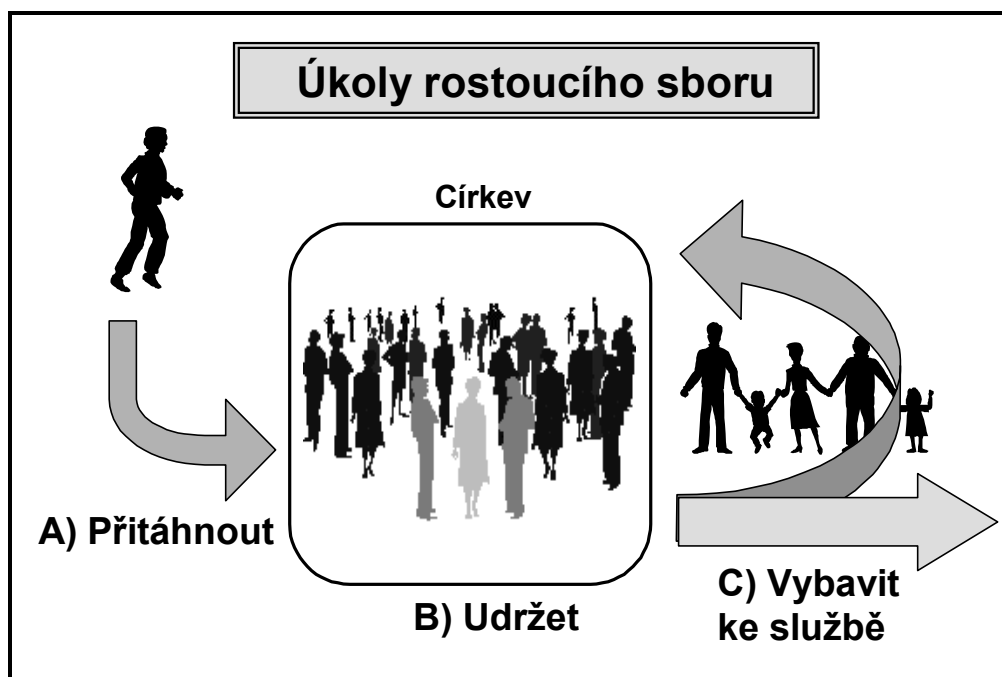 Úkoly rostoucího sboru
Církev
A) Přitáhnout
B) Udržet
C) Vybavit
ke službě